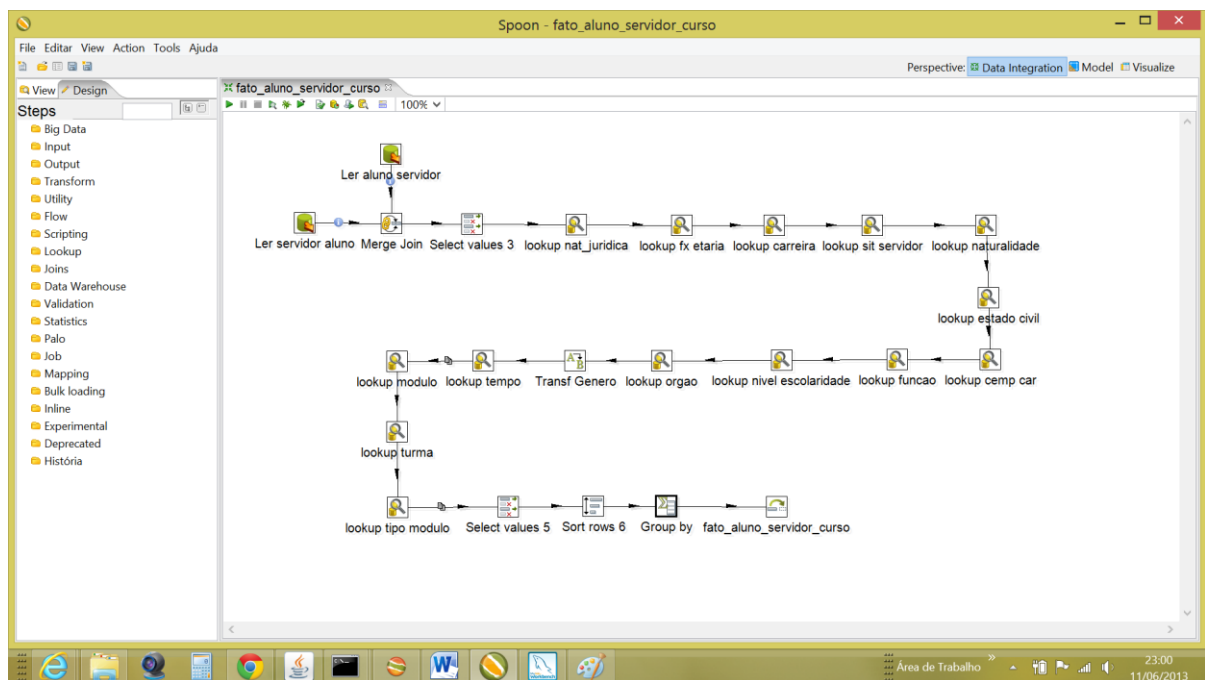 Spoon - fato_aluno_servidor_curso
File Editar View Action Tools Ajuda
Perspective: Data Integration Model Visualize
View Design
fato_aluno_servidor_curso
Steps
100%
Big Data
Input
Output
Transform
Utility
Flow
Scripting
Lookup
Joins
Data Warehouse
Validation
Statistics
Palo
Job
Mapping
Bulk loading
Inline
Experimental
Deprecated
História
Ler aluno servidor
Ler servidor aluno Merge Join Select values 3 lookup nat_juridica lookup fx etaria lookup carreira lookup sit servidor lookup naturalidade
lookup estado civil
lookup modulo lookup tempo Transf Genero lookup orgao lookup nivel escolaridade lookup funcao lookup cemp car
lookup turma
lookup tipo modulo Select values 5 Sort rows 6 Group by fato_aluno_servidor_curso
Área de Trabalho
23:00
11/06/2013